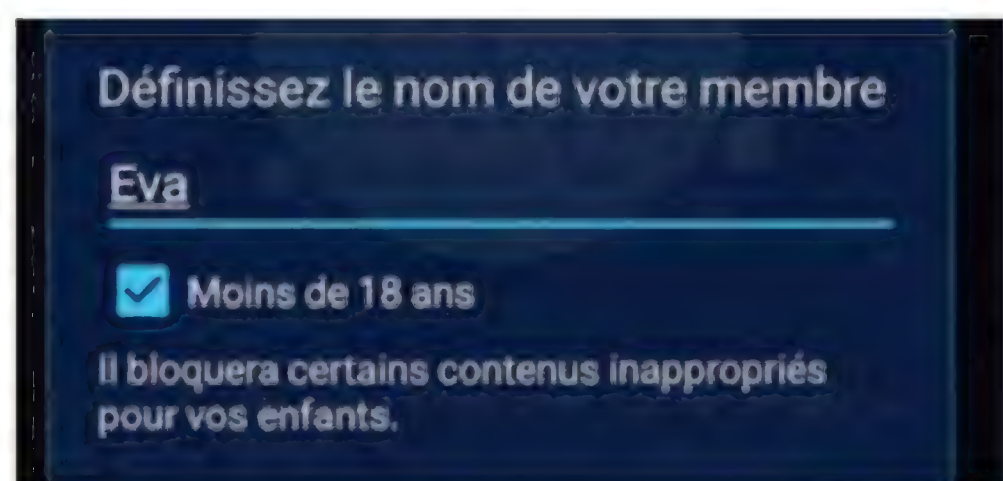 Définissez le nom de votre membre
Eva
Moins de 18 ans
Il bloquera certains contenus inappropriés
pour vos enfants.